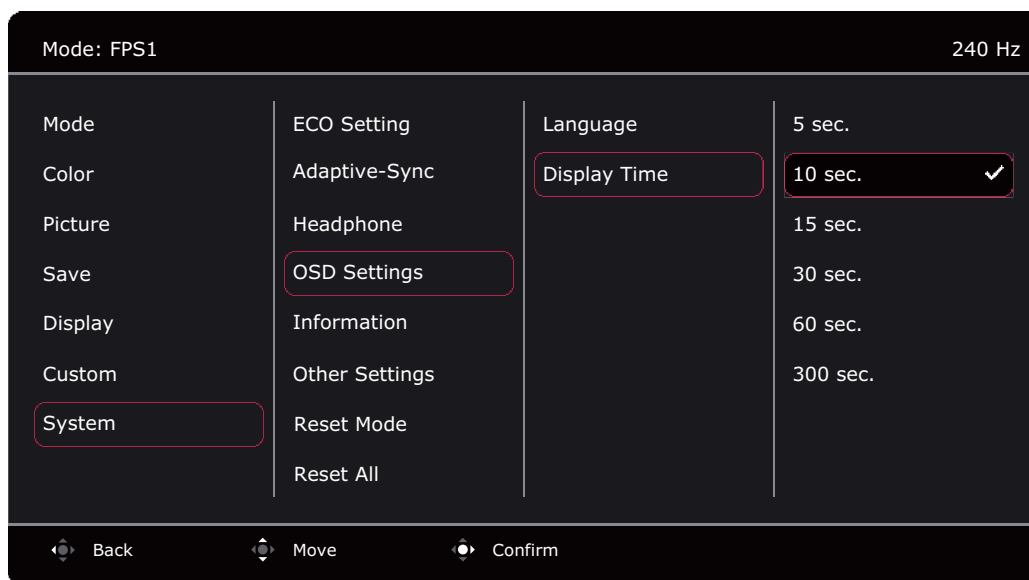 Mode: FPS1
240 Hz
Mode
Color
Picture
Save
Display
Custom
System
ECO Setting
Adaptive-Sync
Headphone
OSD Settings
Information
Other Settings
Reset Mode
Reset All
Language
Display Time
5 sec.
10 sec.
15 sec.
30 sec.
60 sec.
300 sec.
Back
Move
Confirm